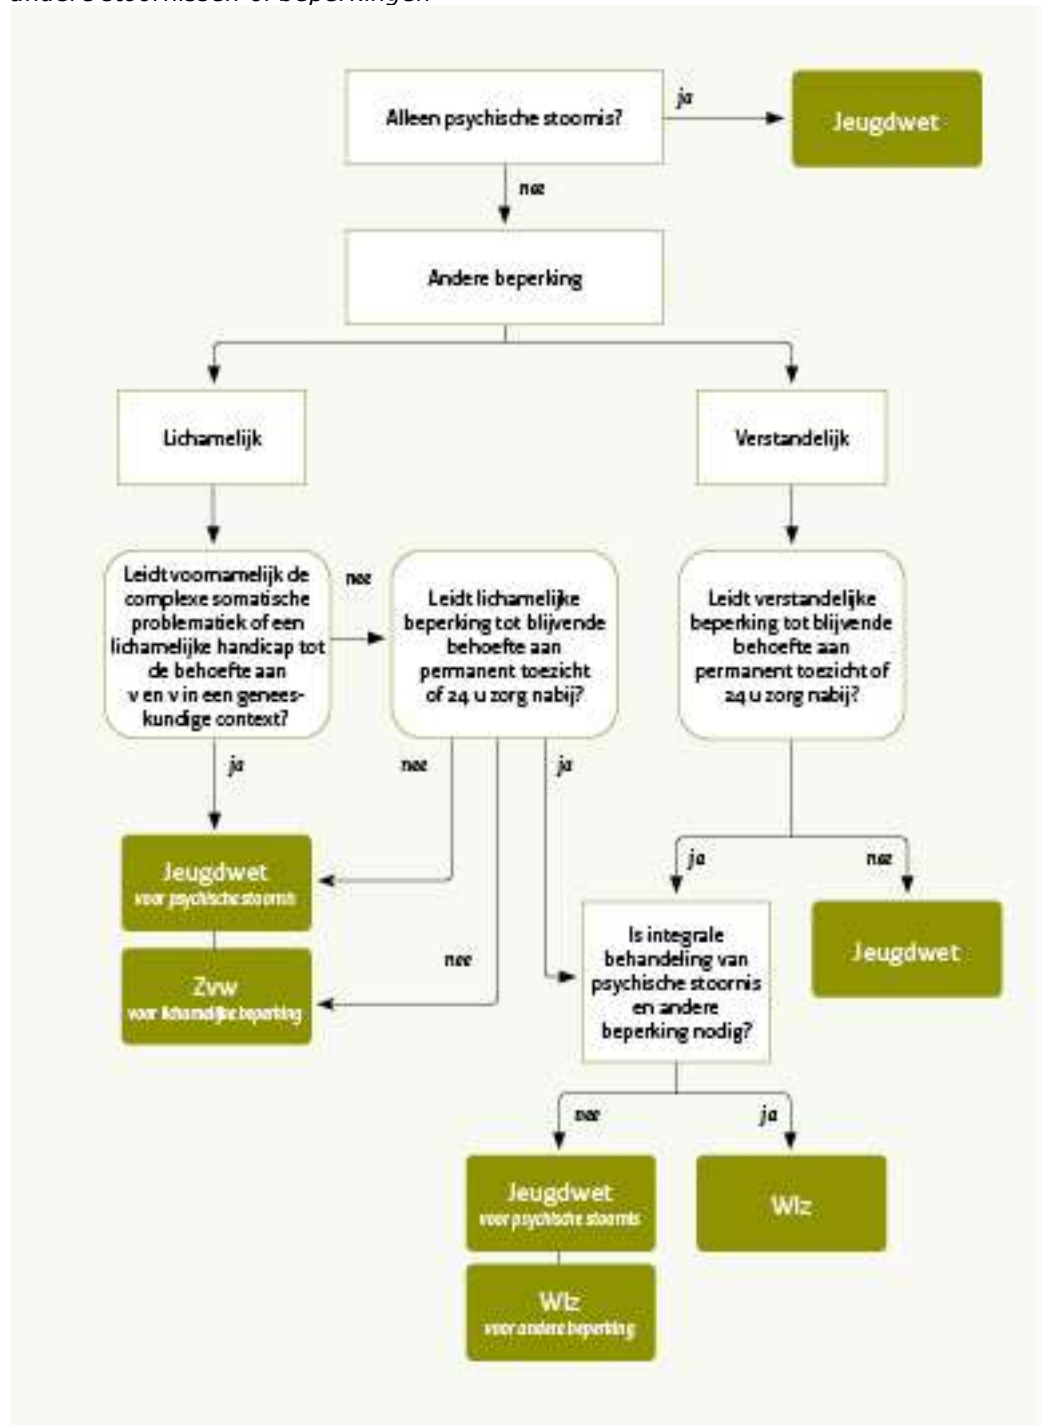 andere stoornissen of beperkingen
Alleen psychische stoornis?
ja
Jeugdwet
nee
Andere beperking
Lichamelijk
Verstandelijk
Leidt voornamelijk de
complexe somatische
problematiek of een
lichamelijke handicap tot
de behoefte aan
v en v in een genees-
kundige context?
nee
Leidt lichamelijke
beperking tot blijvende
behoefte aan
permanent toezicht
of 24 u zorg nabij?
Leidt verstandelijke
beperking tot blijvende
behoefte aan
permanent toezicht of
24 u zorg nabij?
ja
nee
ja
Jeugdwet
voor psychische stoornis
ja
nee
Zvw
voor lichamelijke beperking
nee
Is integrale
behandeling van
psychische stoornis
en andere
beperking nodig?
Jeugdwet
nee
ja
Jeugdwet
voor psychische stoornis
Wlz
Wlz
voor andere beperking